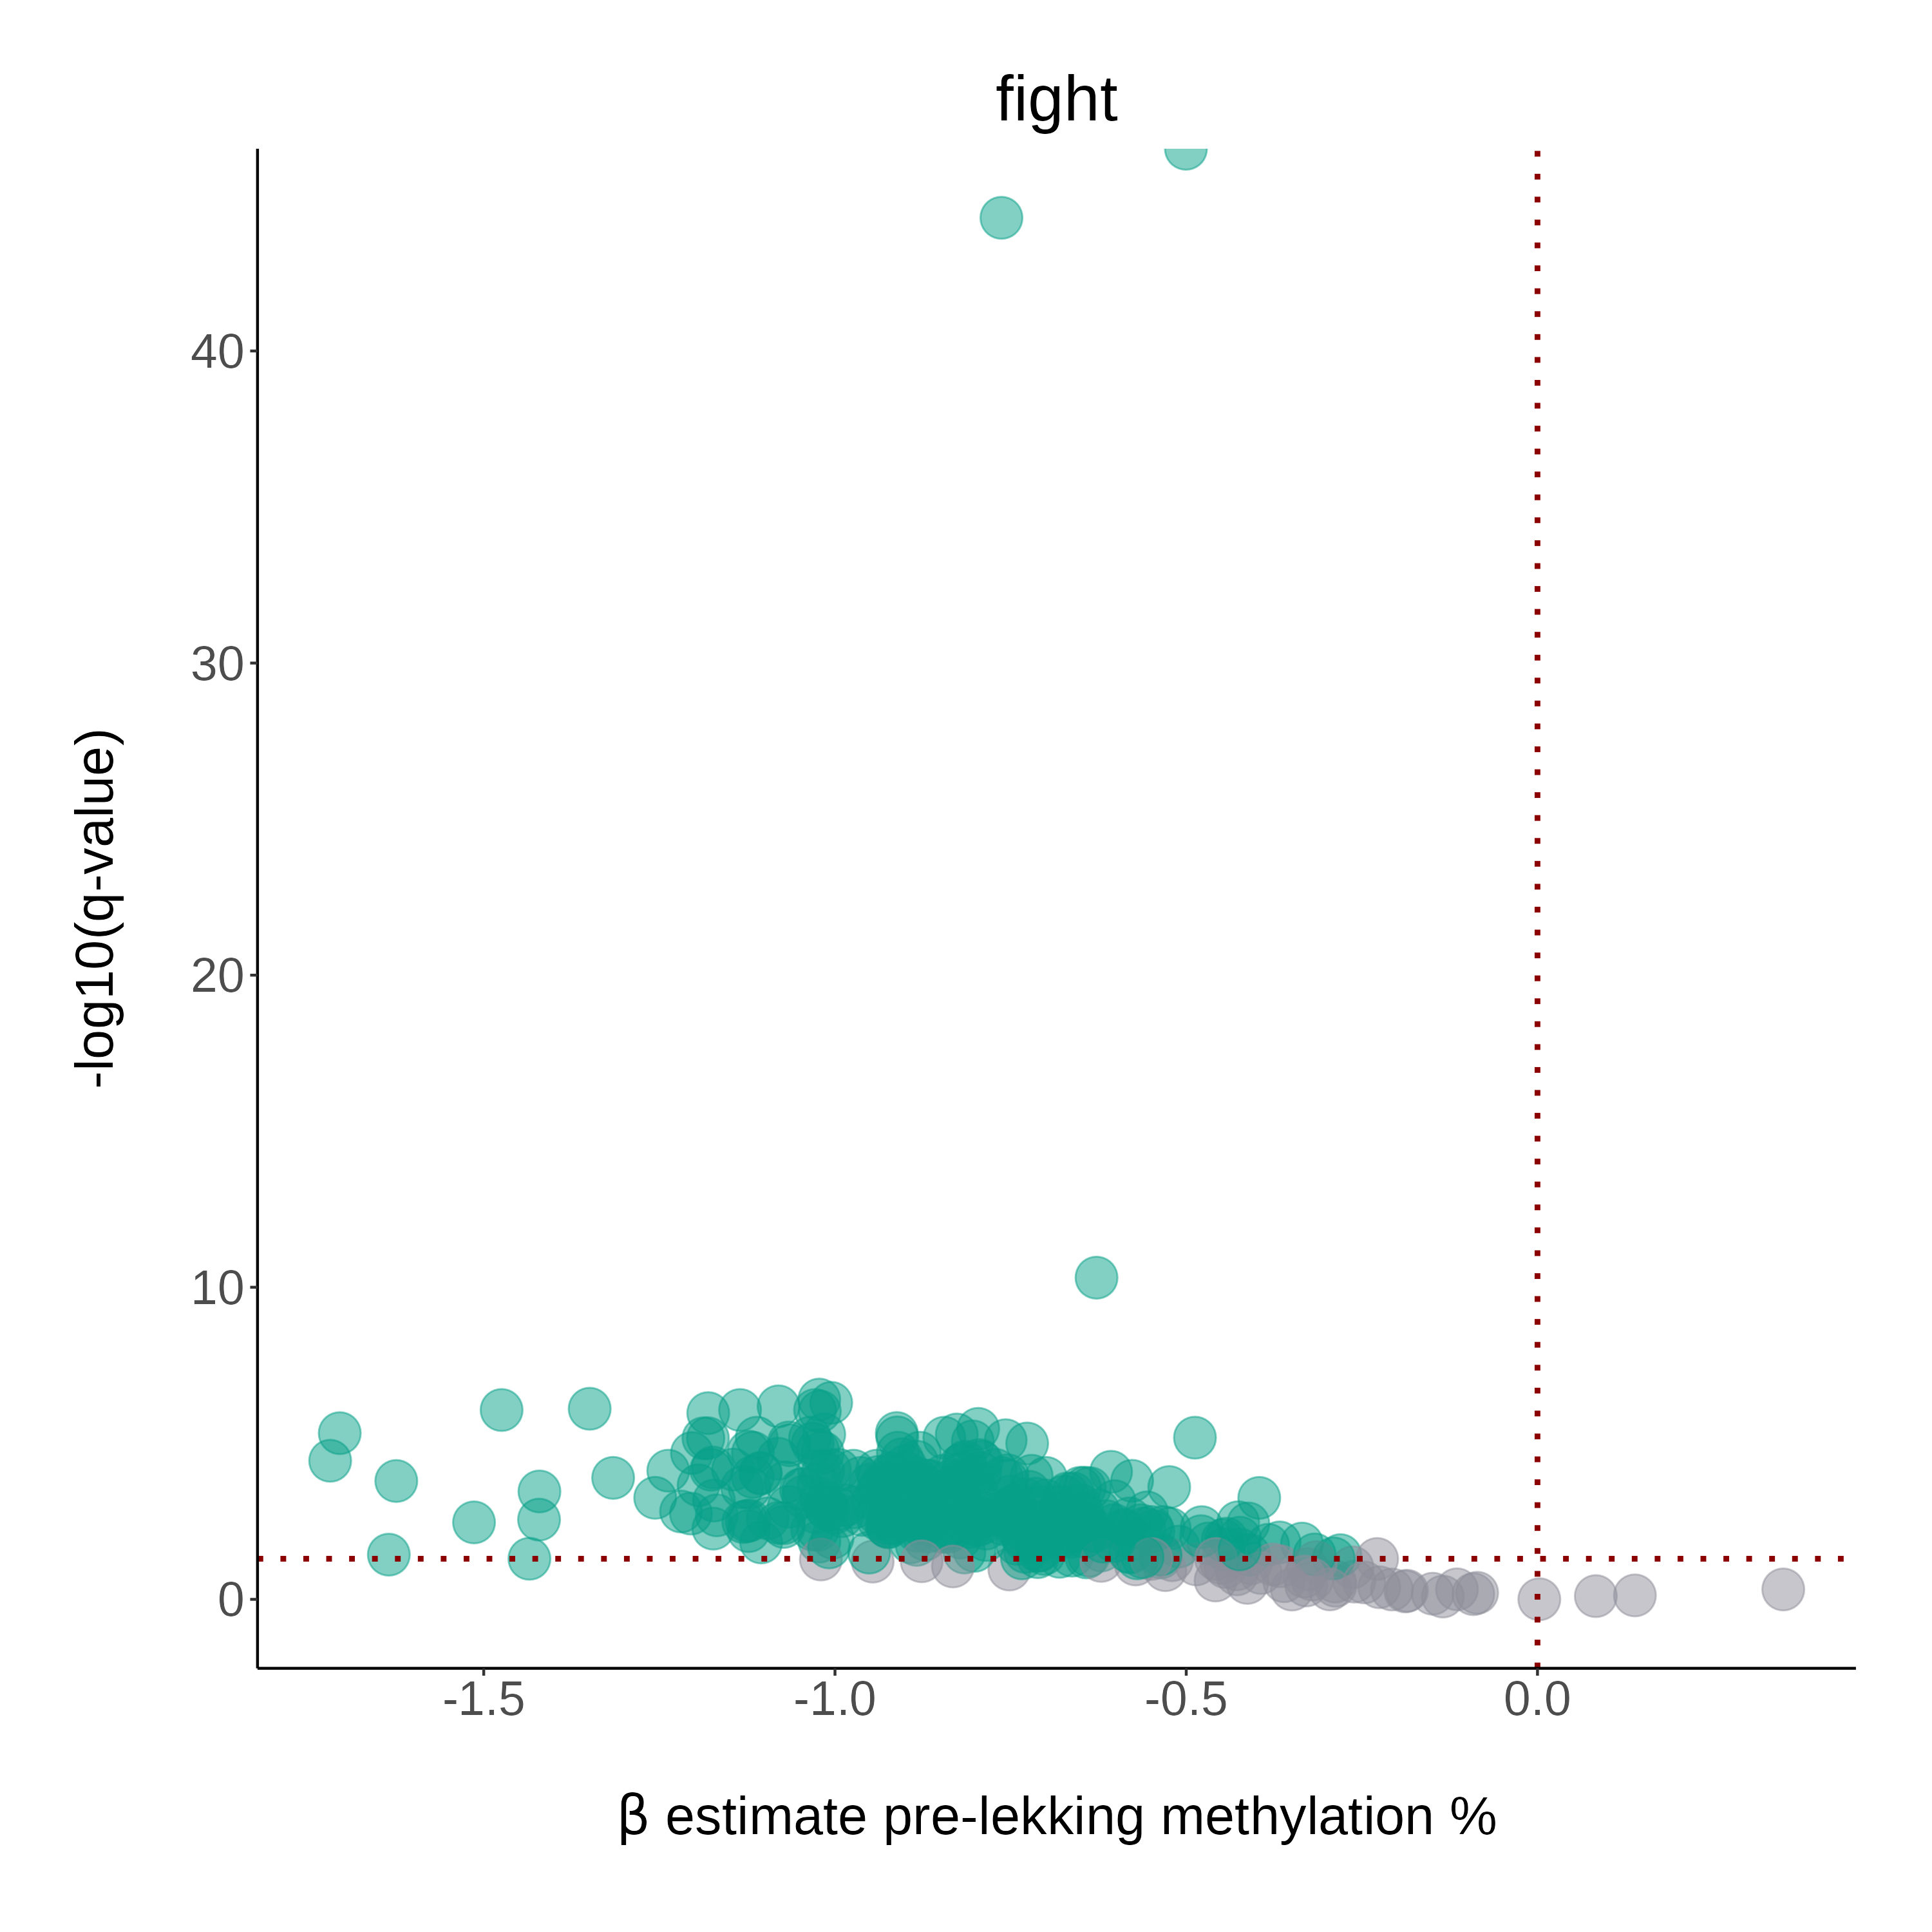 fight
-log10(q-value)
40
30
20
10
0
-1.5 -1.0 -0.5 0.0
β estimate pre-lekking methylation %